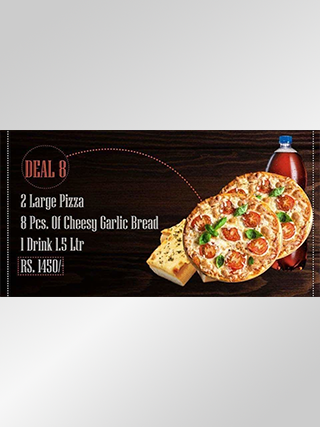 DEAL 8
2 Large Pizza
8 Pcs. Of Cheesy Garlic Bread
1 Drink 1.5 Ltr
RS. 1450/